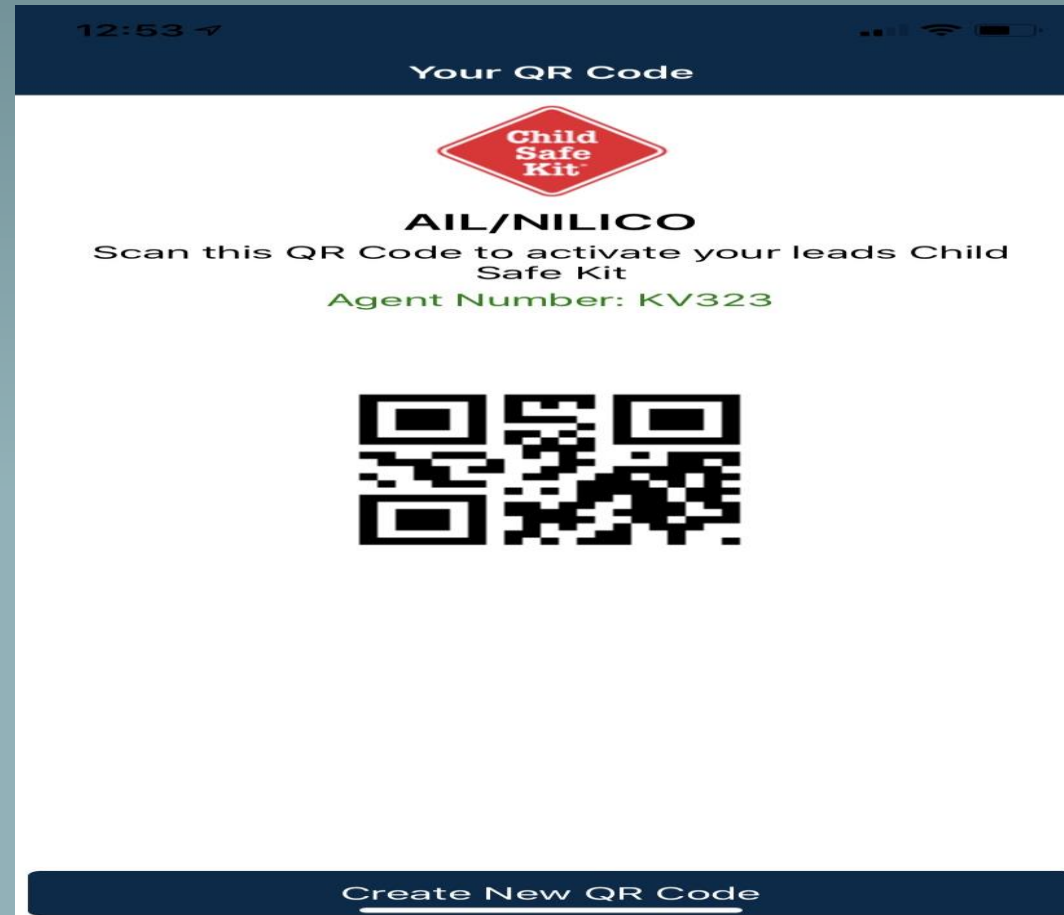 12:53
Your QR Code
Child
Safe
Kit™
AIL/NILICO
Scan this QR Code to activate your leads Child
Safe Kit
Agent Number: KV323
Create New QR Code